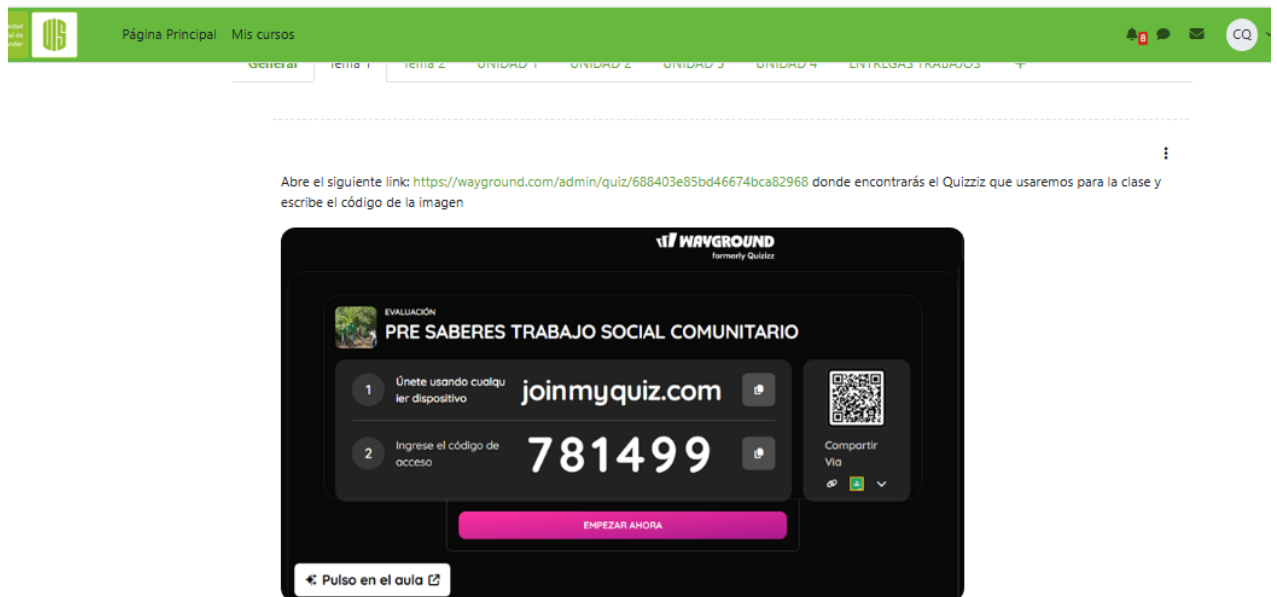 Página Principal Mis cursos
8
CQ
General Tema 1 Tema 2 UNIDAD 1 UNIDAD 2 UNIDAD 3 UNIDAD 4 ENTREGAS TRABAJOS +
Abre el siguiente link: https://wayground.com/admin/quiz/688403e85bd46674bca82968 donde encontrarás el Quizziz que usaremos para la clase y
escribe el código de la imagen
WAYGROUND
formerly Quizizz
EVALUACIÓN
PRE SABERES TRABAJO SOCIAL COMUNITARIO
1 Únete usando cualqu
ier dispositivo
joinmyquiz.com
2 Ingrese el código de
acceso
781499
Compartir
Via
EMPEZAR AHORA
Pulso en el aula